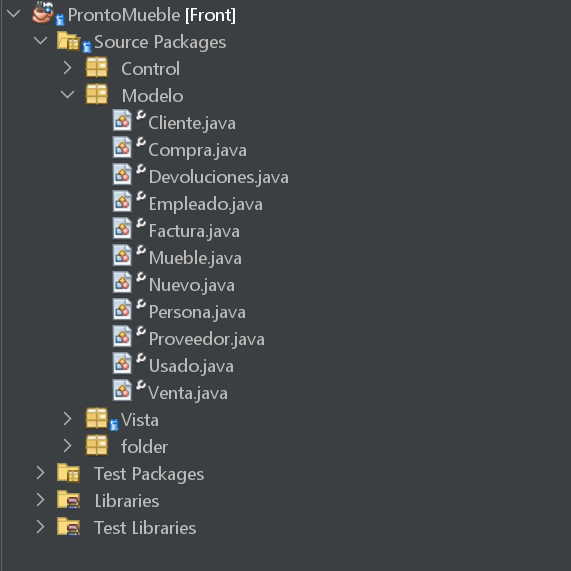 ProntoMueble [Front]
Source Packages
Control
Modelo
Cliente.java
Compra.java
Devoluciones.java
Empleado.java
Factura.java
Mueble.java
Nuevo.java
Persona.java
Proveedor.java
Usado.java
Venta.java
Vista
folder
Test Packages
Libraries
Test Libraries